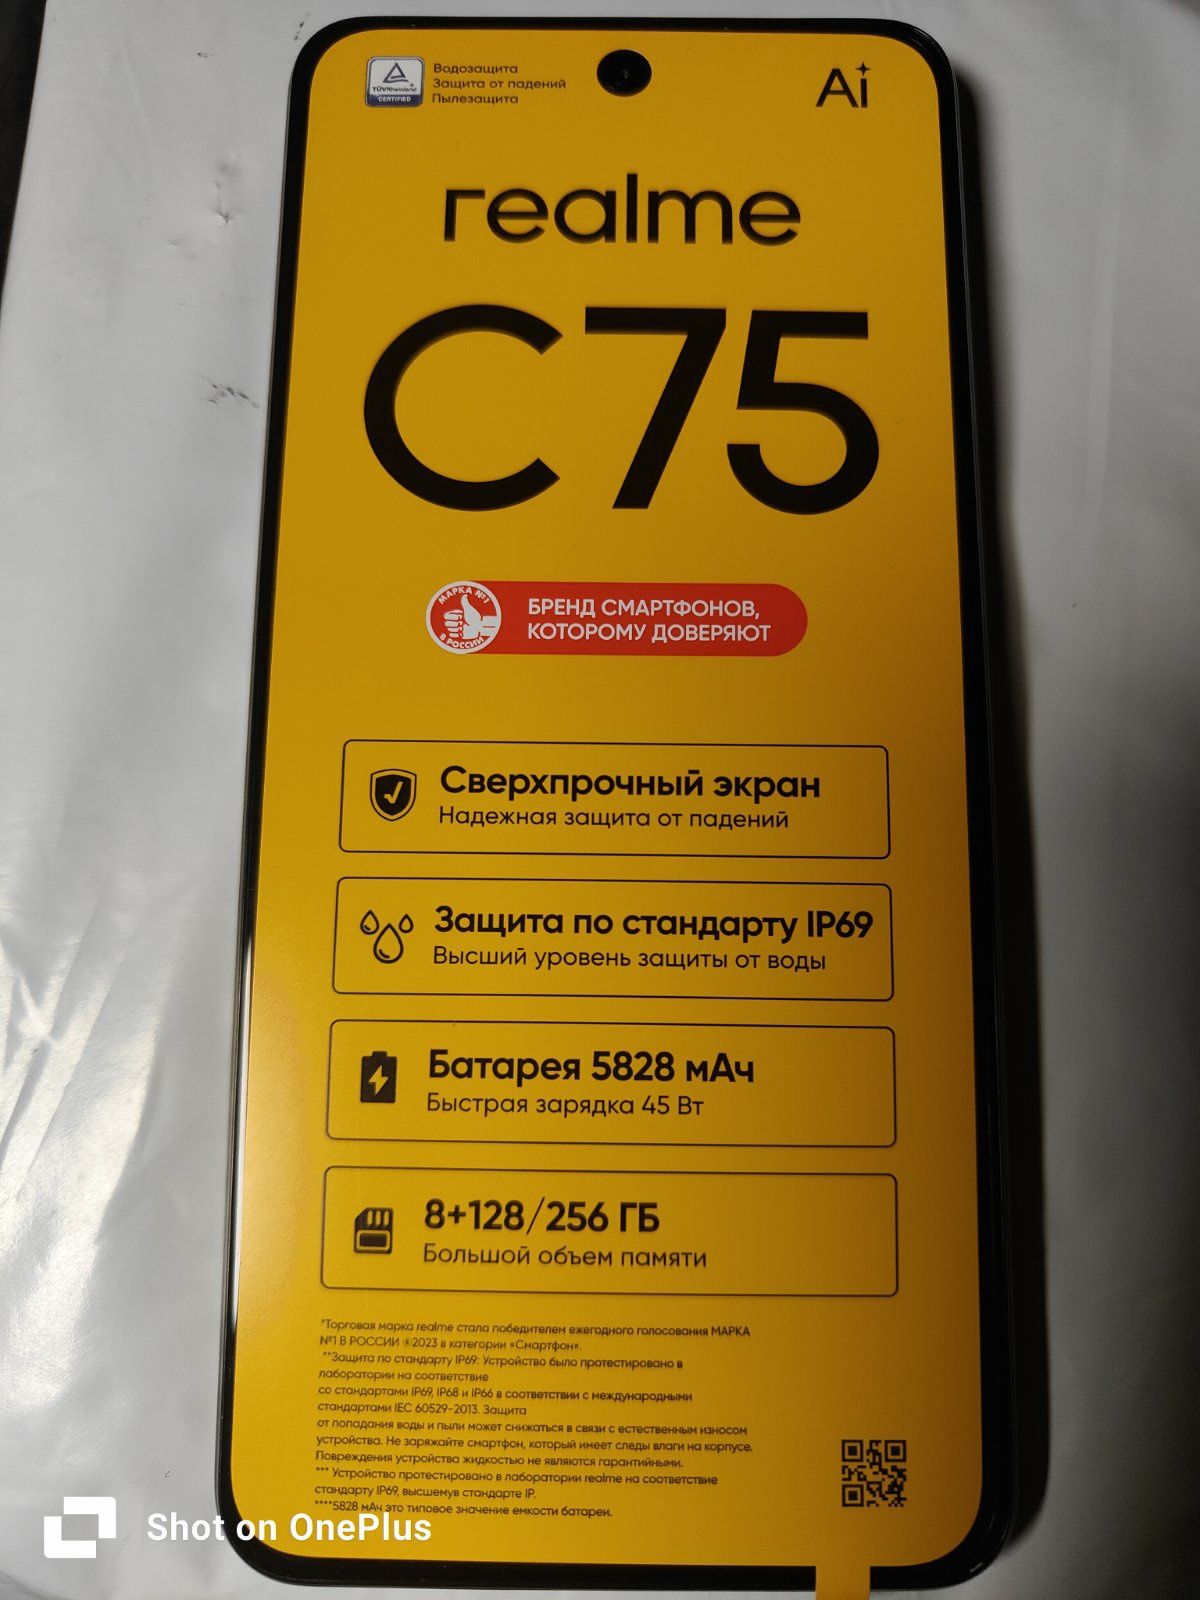 TÜVRheinland
CERTIFIED
Водозащита
Защита от падений
Пылезащита
Ai
realme
C75
МАРКА №1
В РОССИИ
БРЕНД СМАРТФОНОВ,
КОТОРОМУ ДОВЕРЯЮТ
Сверхпрочный экран
Надежная защита от падений
Защита по стандарту IP69
Высший уровень защиты от воды
Батарея 5828 мАч
Быстрая зарядка 45 Вт
8+128/256 ГБ
Большой объем памяти
*Торговая марка realme стала победителем ежегодного голосования МАРКА
№1 В РОССИИ ®2023 в категории «Смартфон».
**Защита по стандарту IP69: Устройство было протестировано в
лаборатории на соответствие
со стандартами IP69, IP68 и IP66 в соответствии с международными
стандартами IEC 60529-2013. Защита
от попадания воды и пыли может снижаться в связи с естественным износом
устройства. Не заряжайте смартфон, который имеет следы влаги на корпусе.
Повреждения устройства жидкостью не являются гарантийными.
*** Устройство протестировано в лаборатории realme на соответствие
стандарту IP69, высшемув стандарте IP.
****5828 мАч это типовое значение емкости батареи.
Shot on OnePlus